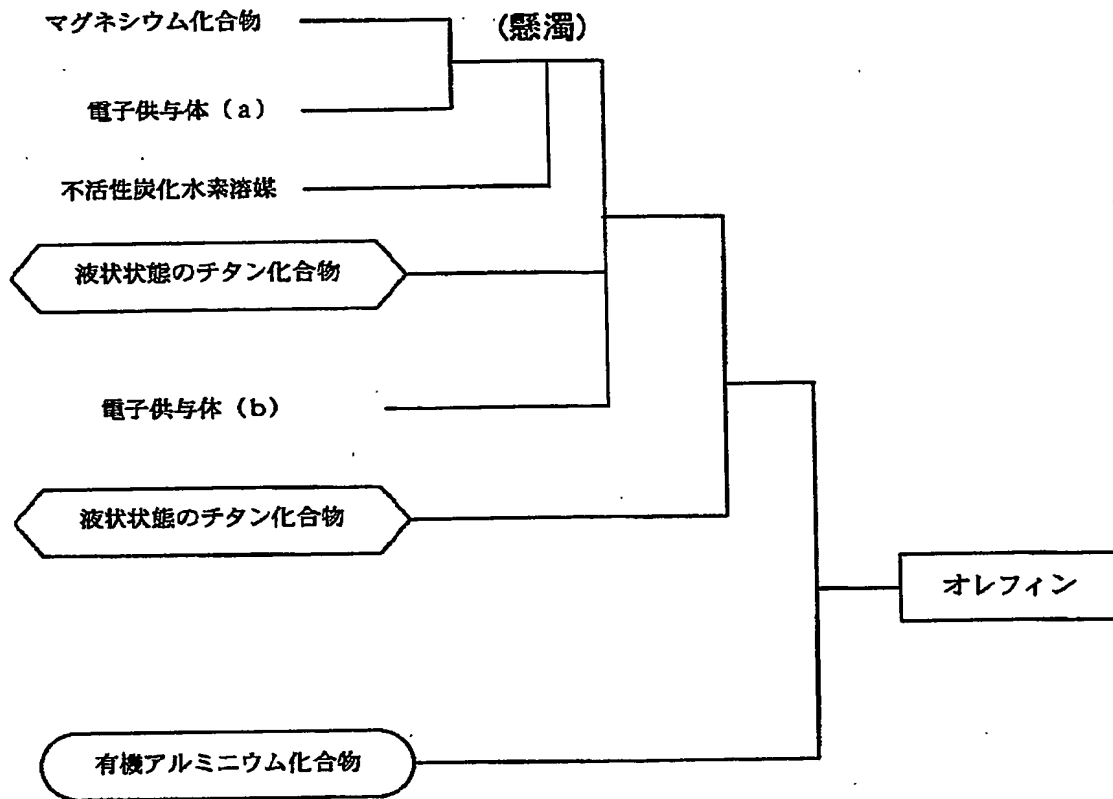 マグネシウム化合物
(懸濁)
電子供与体(a)
不活性炭化水素溶媒
液状状態のチタン化合物
電子供与体(b)
液状状態のチタン化合物
オレフィン
有機アルミニウム化合物